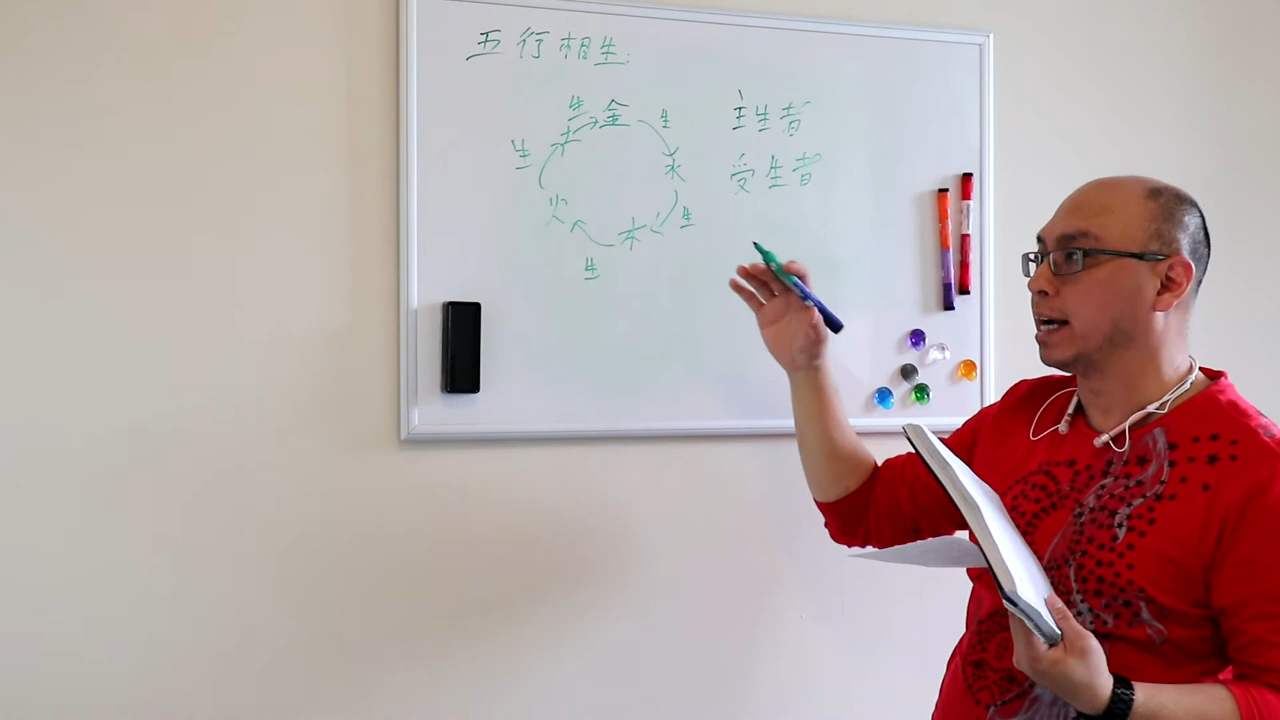 五行相生:
生 金 生
生 土 水
火 木 生
生
主生者
受生者